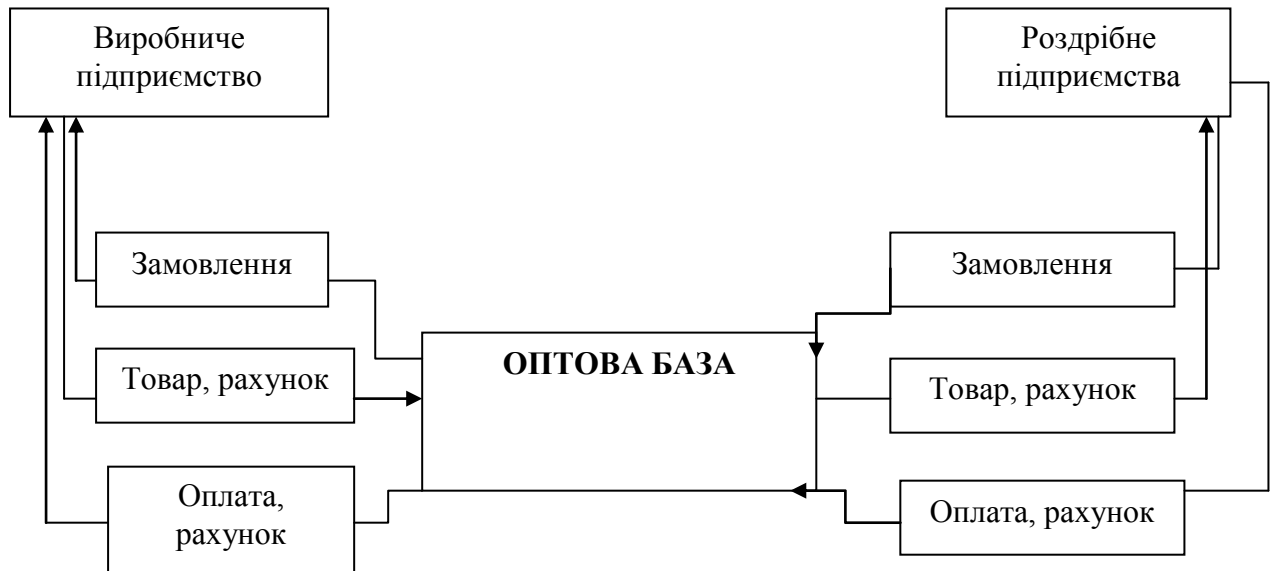 Виробниче
підприємство
Роздрібне
підприємства
Замовлення
Замовлення
ОПТОВА БАЗА
Товар, рахунок
Товар, рахунок
Оплата,
рахунок
Оплата, рахунок